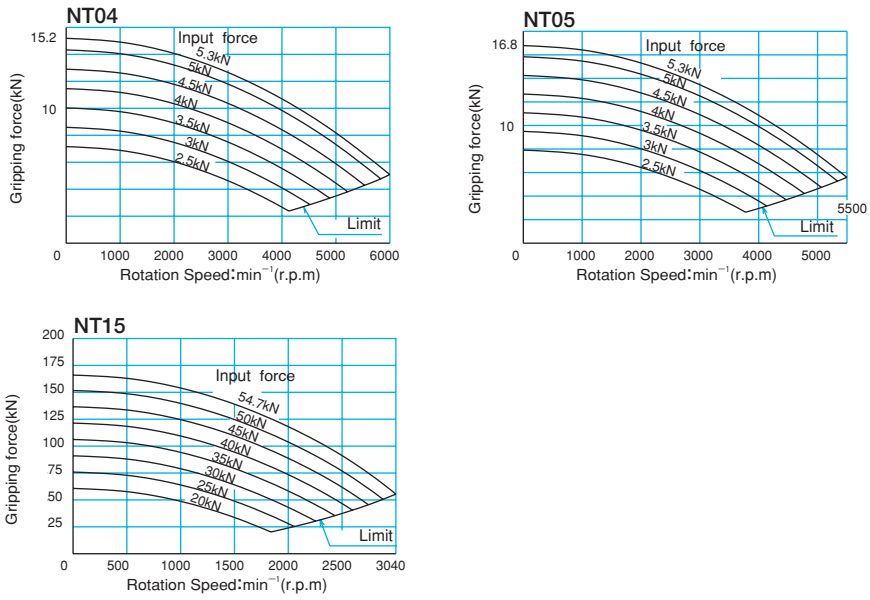 NT04
15.2
10
Gripping force(kN)
Input force
5.3kN
5kN
4.5kN
4kN
3.5kN
3kN
2.5kN
Limit
0 1000 2000 3000 4000 5000 6000
Rotation Speed:min⁻¹(r.p.m)
NT05
16.8
10
Gripping force(kN)
Input force
5.3kN
5kN
4.5kN
4kN
3.5kN
3kN
2.5kN
5500
Limit
0 1000 2000 3000 4000 5000
Rotation Speed:min⁻¹(r.p.m)
NT15
200
175
150
125
100
75
50
25
Gripping force(kN)
Input force
54.7kN
50kN
45kN
40kN
35kN
30kN
25kN
20kN
Limit
0 500 1000 1500 2000 2500 3040
Rotation Speed:min⁻¹(r.p.m)